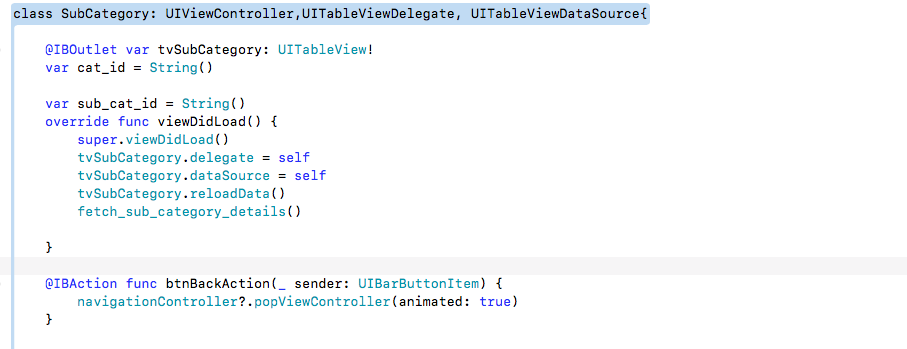 class SubCategory: UIViewController,UITableViewDelegate, UITableViewDataSource{
@IBOutlet var tvSubCategory: UITableView!
var cat_id = String()
var sub_cat_id = String()
override func viewDidLoad() {
super.viewDidLoad()
tvSubCategory.delegate = self
tvSubCategory.dataSource = self
tvSubCategory.reloadData()
fetch_sub_category_details()
}
@IBAction func btnBackAction(_ sender: UIBarButtonItem) {
navigationController?.popViewController(animated: true)
}